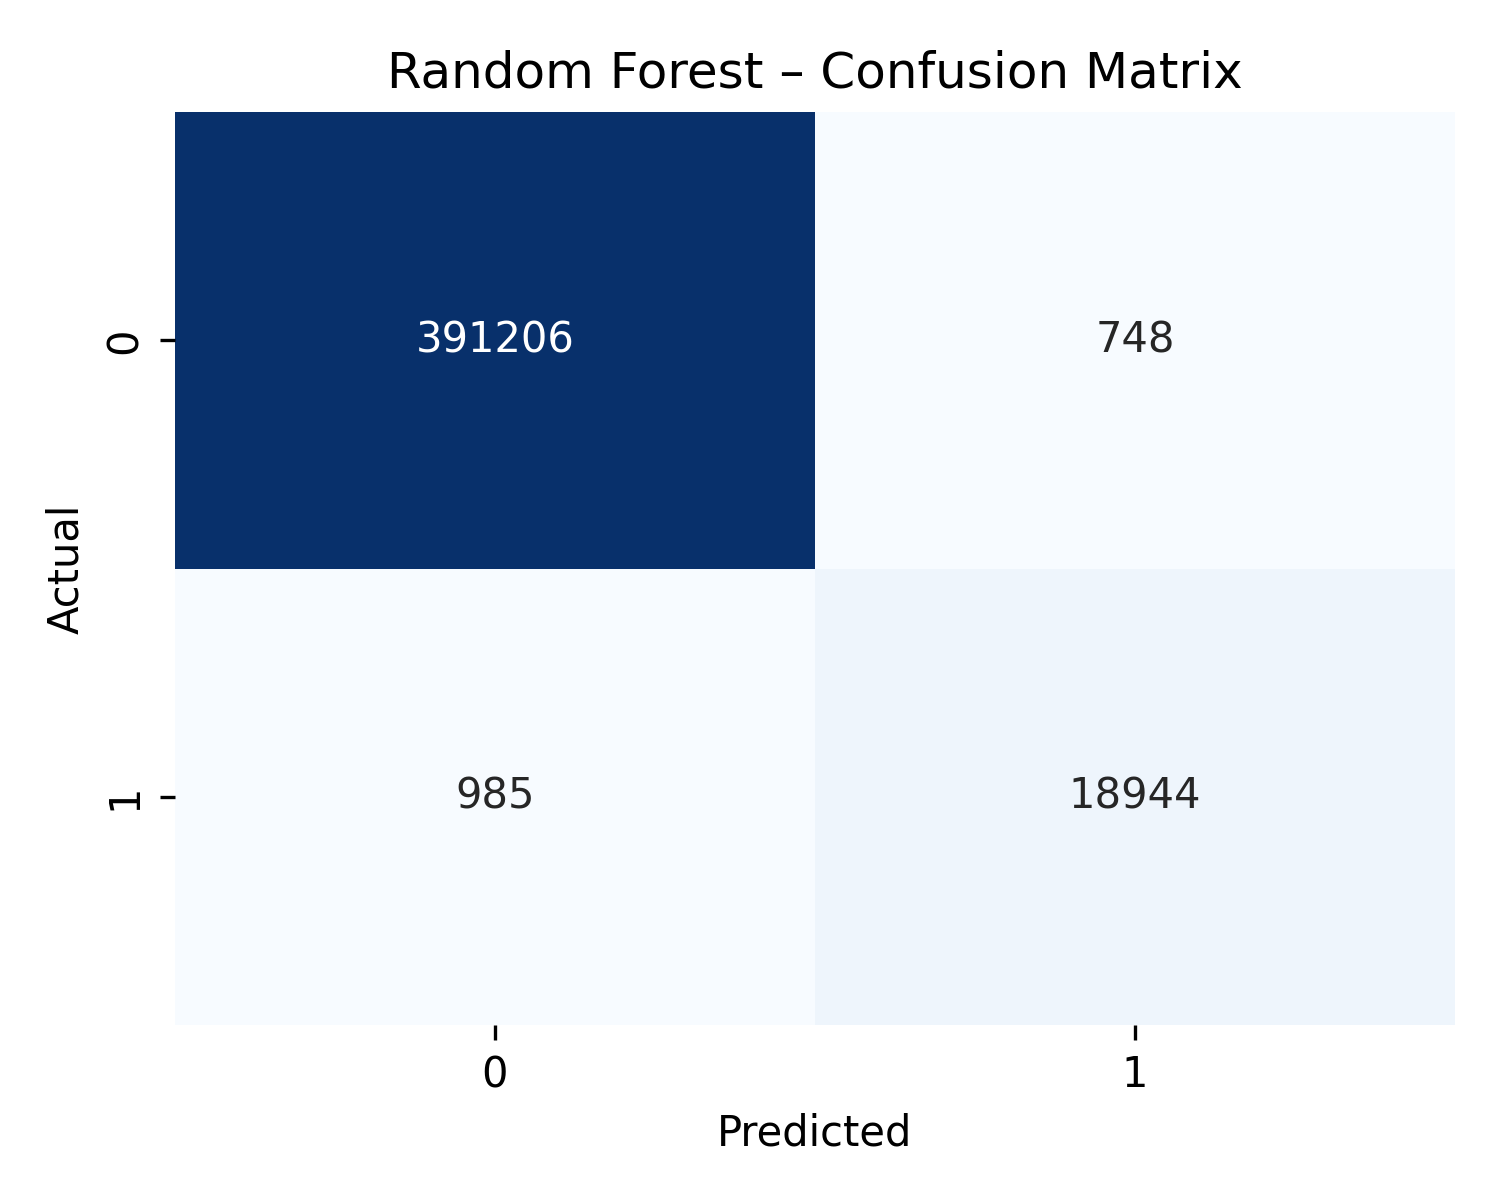 Random Forest – Confusion Matrix
0
391206
748
Actual
1
985
18944
0
1
Predicted